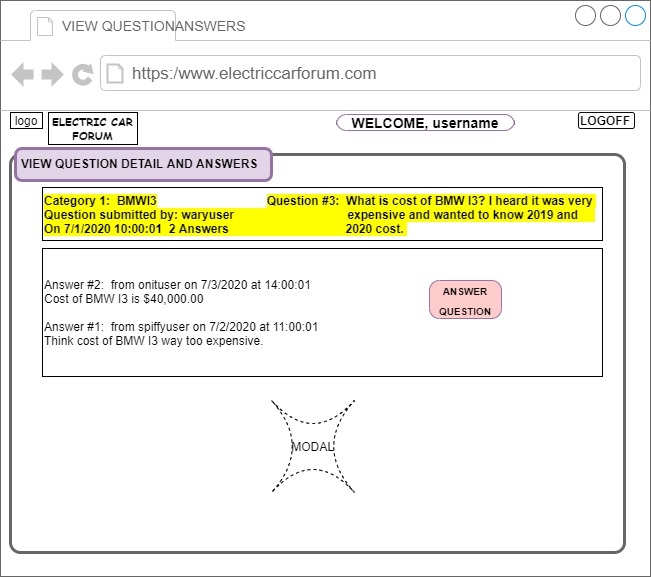 VIEW QUESTIONANSWERS
https:/www.electriccarforum.com
logo
ELECTRIC CAR
FORUM
WELCOME, username
LOGOFF
VIEW QUESTION DETAIL AND ANSWERS
Category 1:  BMWI3 Question #3:  What is cost of BMW I3? I heard it was very
Question submitted by: waryuser expensive and wanted to know 2019 and
On 7/1/2020 10:00:01  2 Answers 2020 cost.
Answer #2:  from onituser on 7/3/2020 at 14:00:01
Cost of BMW I3 is $40,000.00
ANSWER
QUESTION
Answer #1:  from spiffyuser on 7/2/2020 at 11:00:01
Think cost of BMW I3 way too expensive.
MODAL